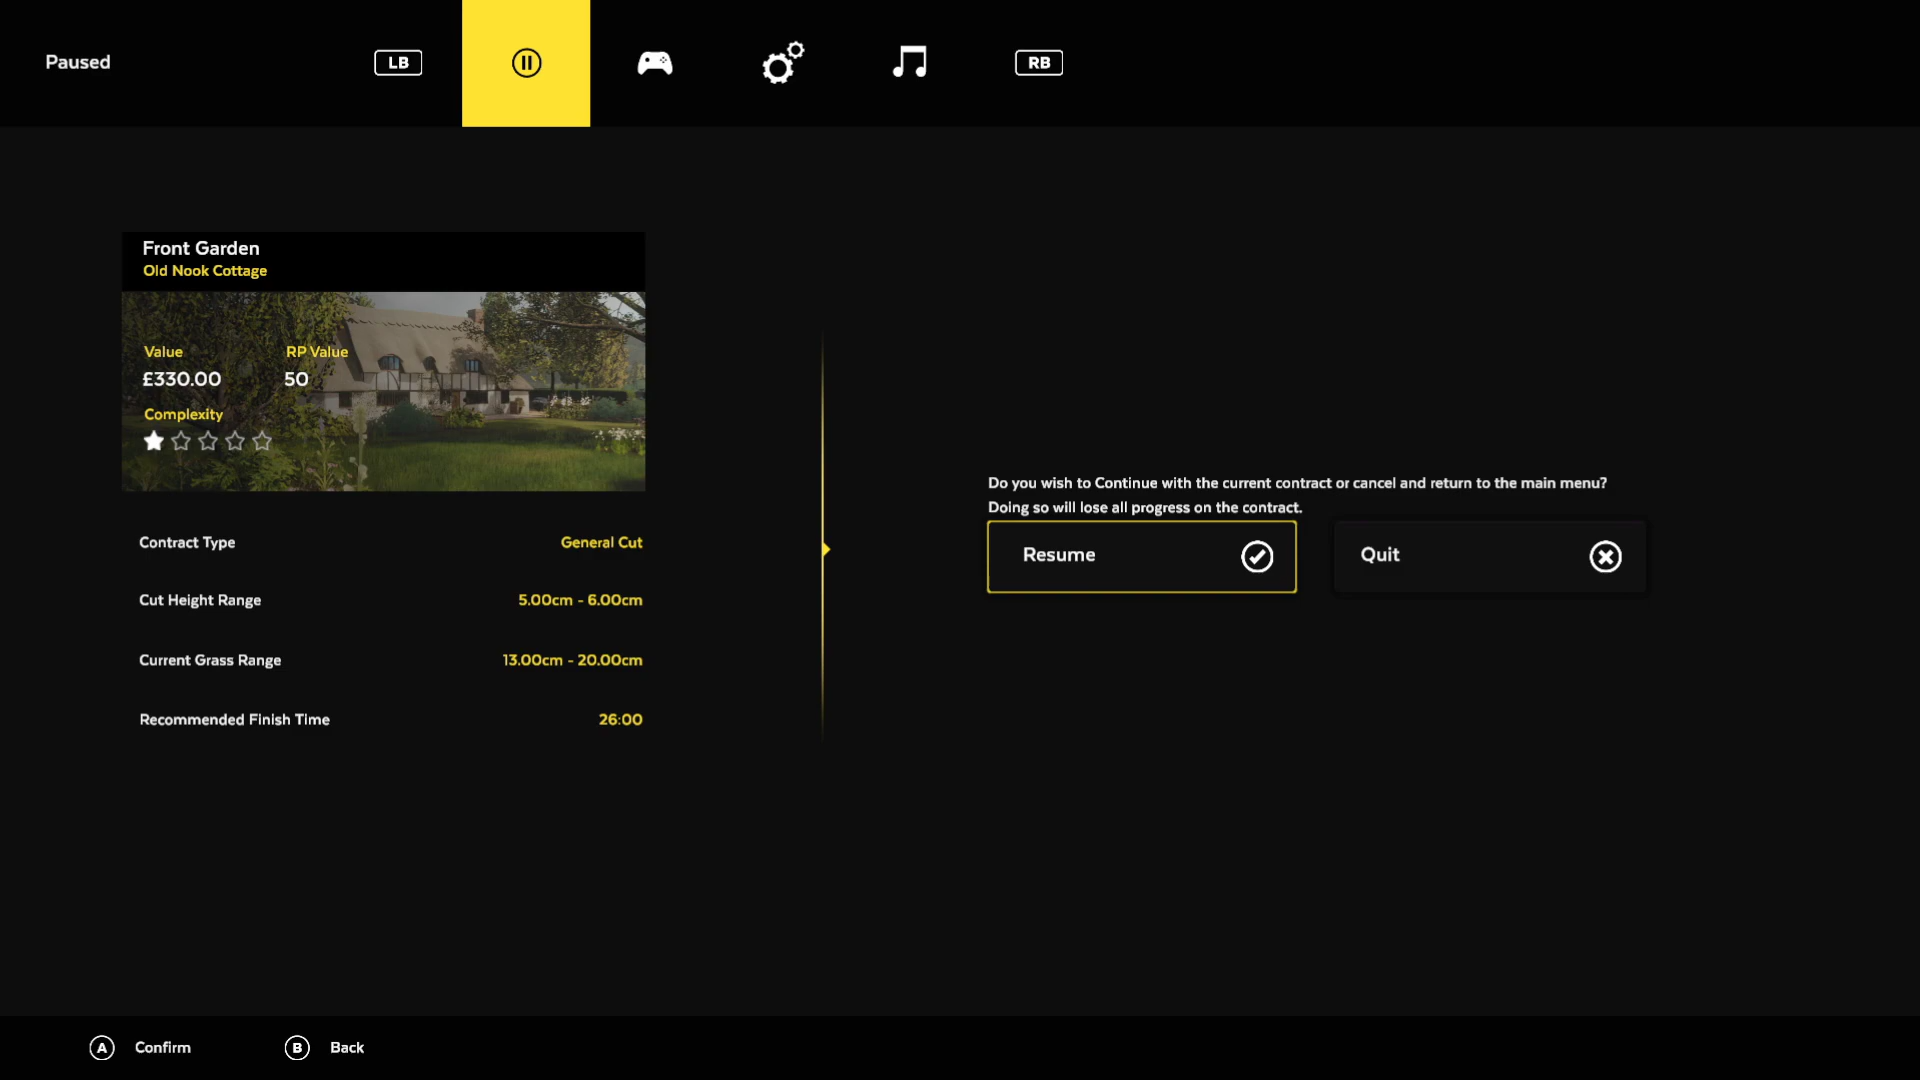 Paused
LB
RB
Front Garden
Old Nook Cottage
Value
RP Value
£330.00
50
Complexity
Contract Type
General Cut
Cut Height Range
5.00cm - 6.00cm
Current Grass Range
13.00cm - 20.00cm
Recommended Finish Time
26:00
Do you wish to Continue with the current contract or cancel and return to the main menu?
Doing so will lose all progress on the contract.
Resume
Quit
A Confirm
B Back